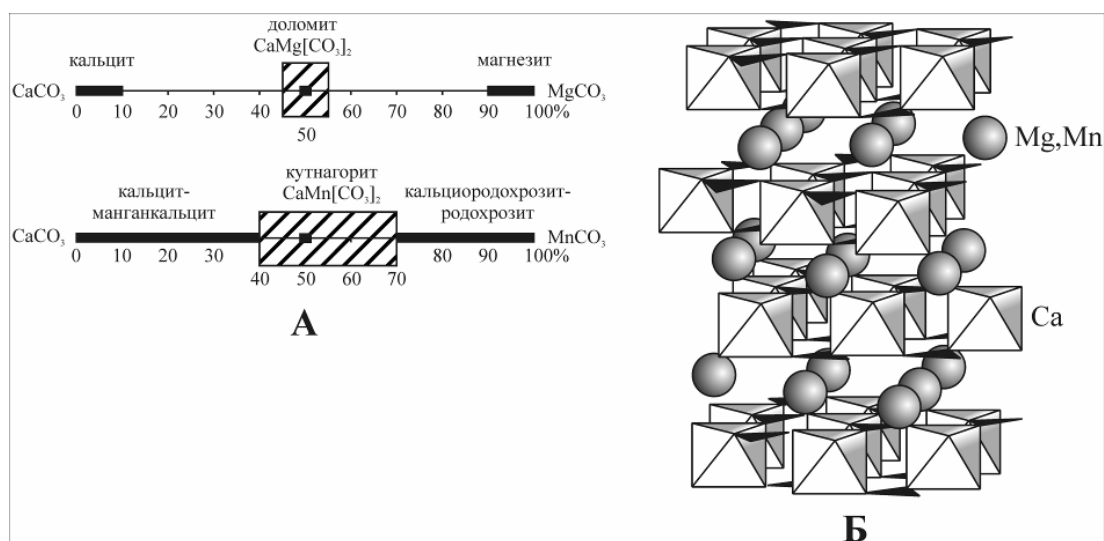 доломит
CaMg[CO₃]₂
кальцит
магнезит
CaCO₃
MgCO₃
0 10 20 30 40 60 70 80 90 100%
50
кутнагорит
CaMn[CO₃]₂
кальцит-
манганкальцит
кальциородохрозит-
родохрозит
CaCO₃
MnCO₃
0 10 20 30 40 50 60 70 80 90 100%
А
Mg,Mn
Ca
Б